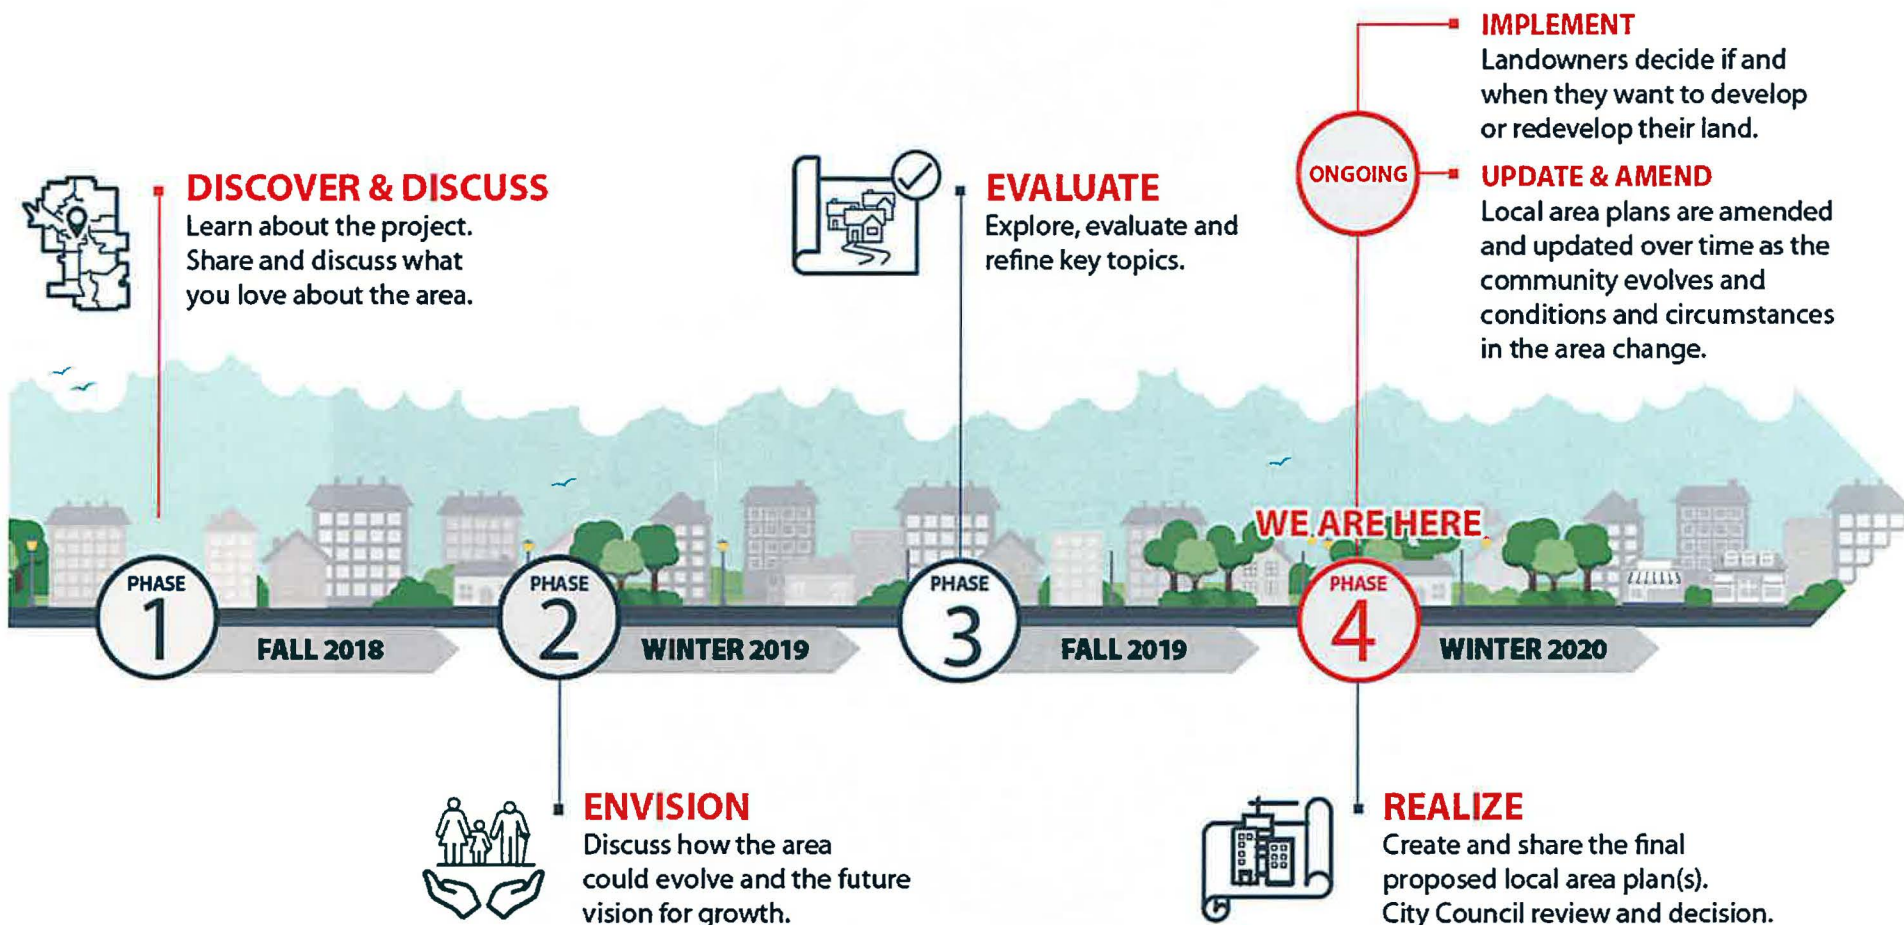 DISCOVER & DISCUSS
Learn about the project.
Share and discuss what
you love about the area.
EVALUATE
Explore, evaluate and
refine key topics.
ONGOING
IMPLEMENT
Landowners decide if and
when they want to develop
or redevelop their land.
UPDATE & AMEND
Local area plans are amended
and updated over time as the
community evolves and
conditions and circumstances
in the area change.
WE ARE HERE
PHASE
1
FALL 2018
PHASE
2
WINTER 2019
PHASE
3
FALL 2019
PHASE
4
WINTER 2020
ENVISION
Discuss how the area
could evolve and the future
vision for growth.
REALIZE
Create and share the final
proposed local area plan(s).
City Council review and decision.